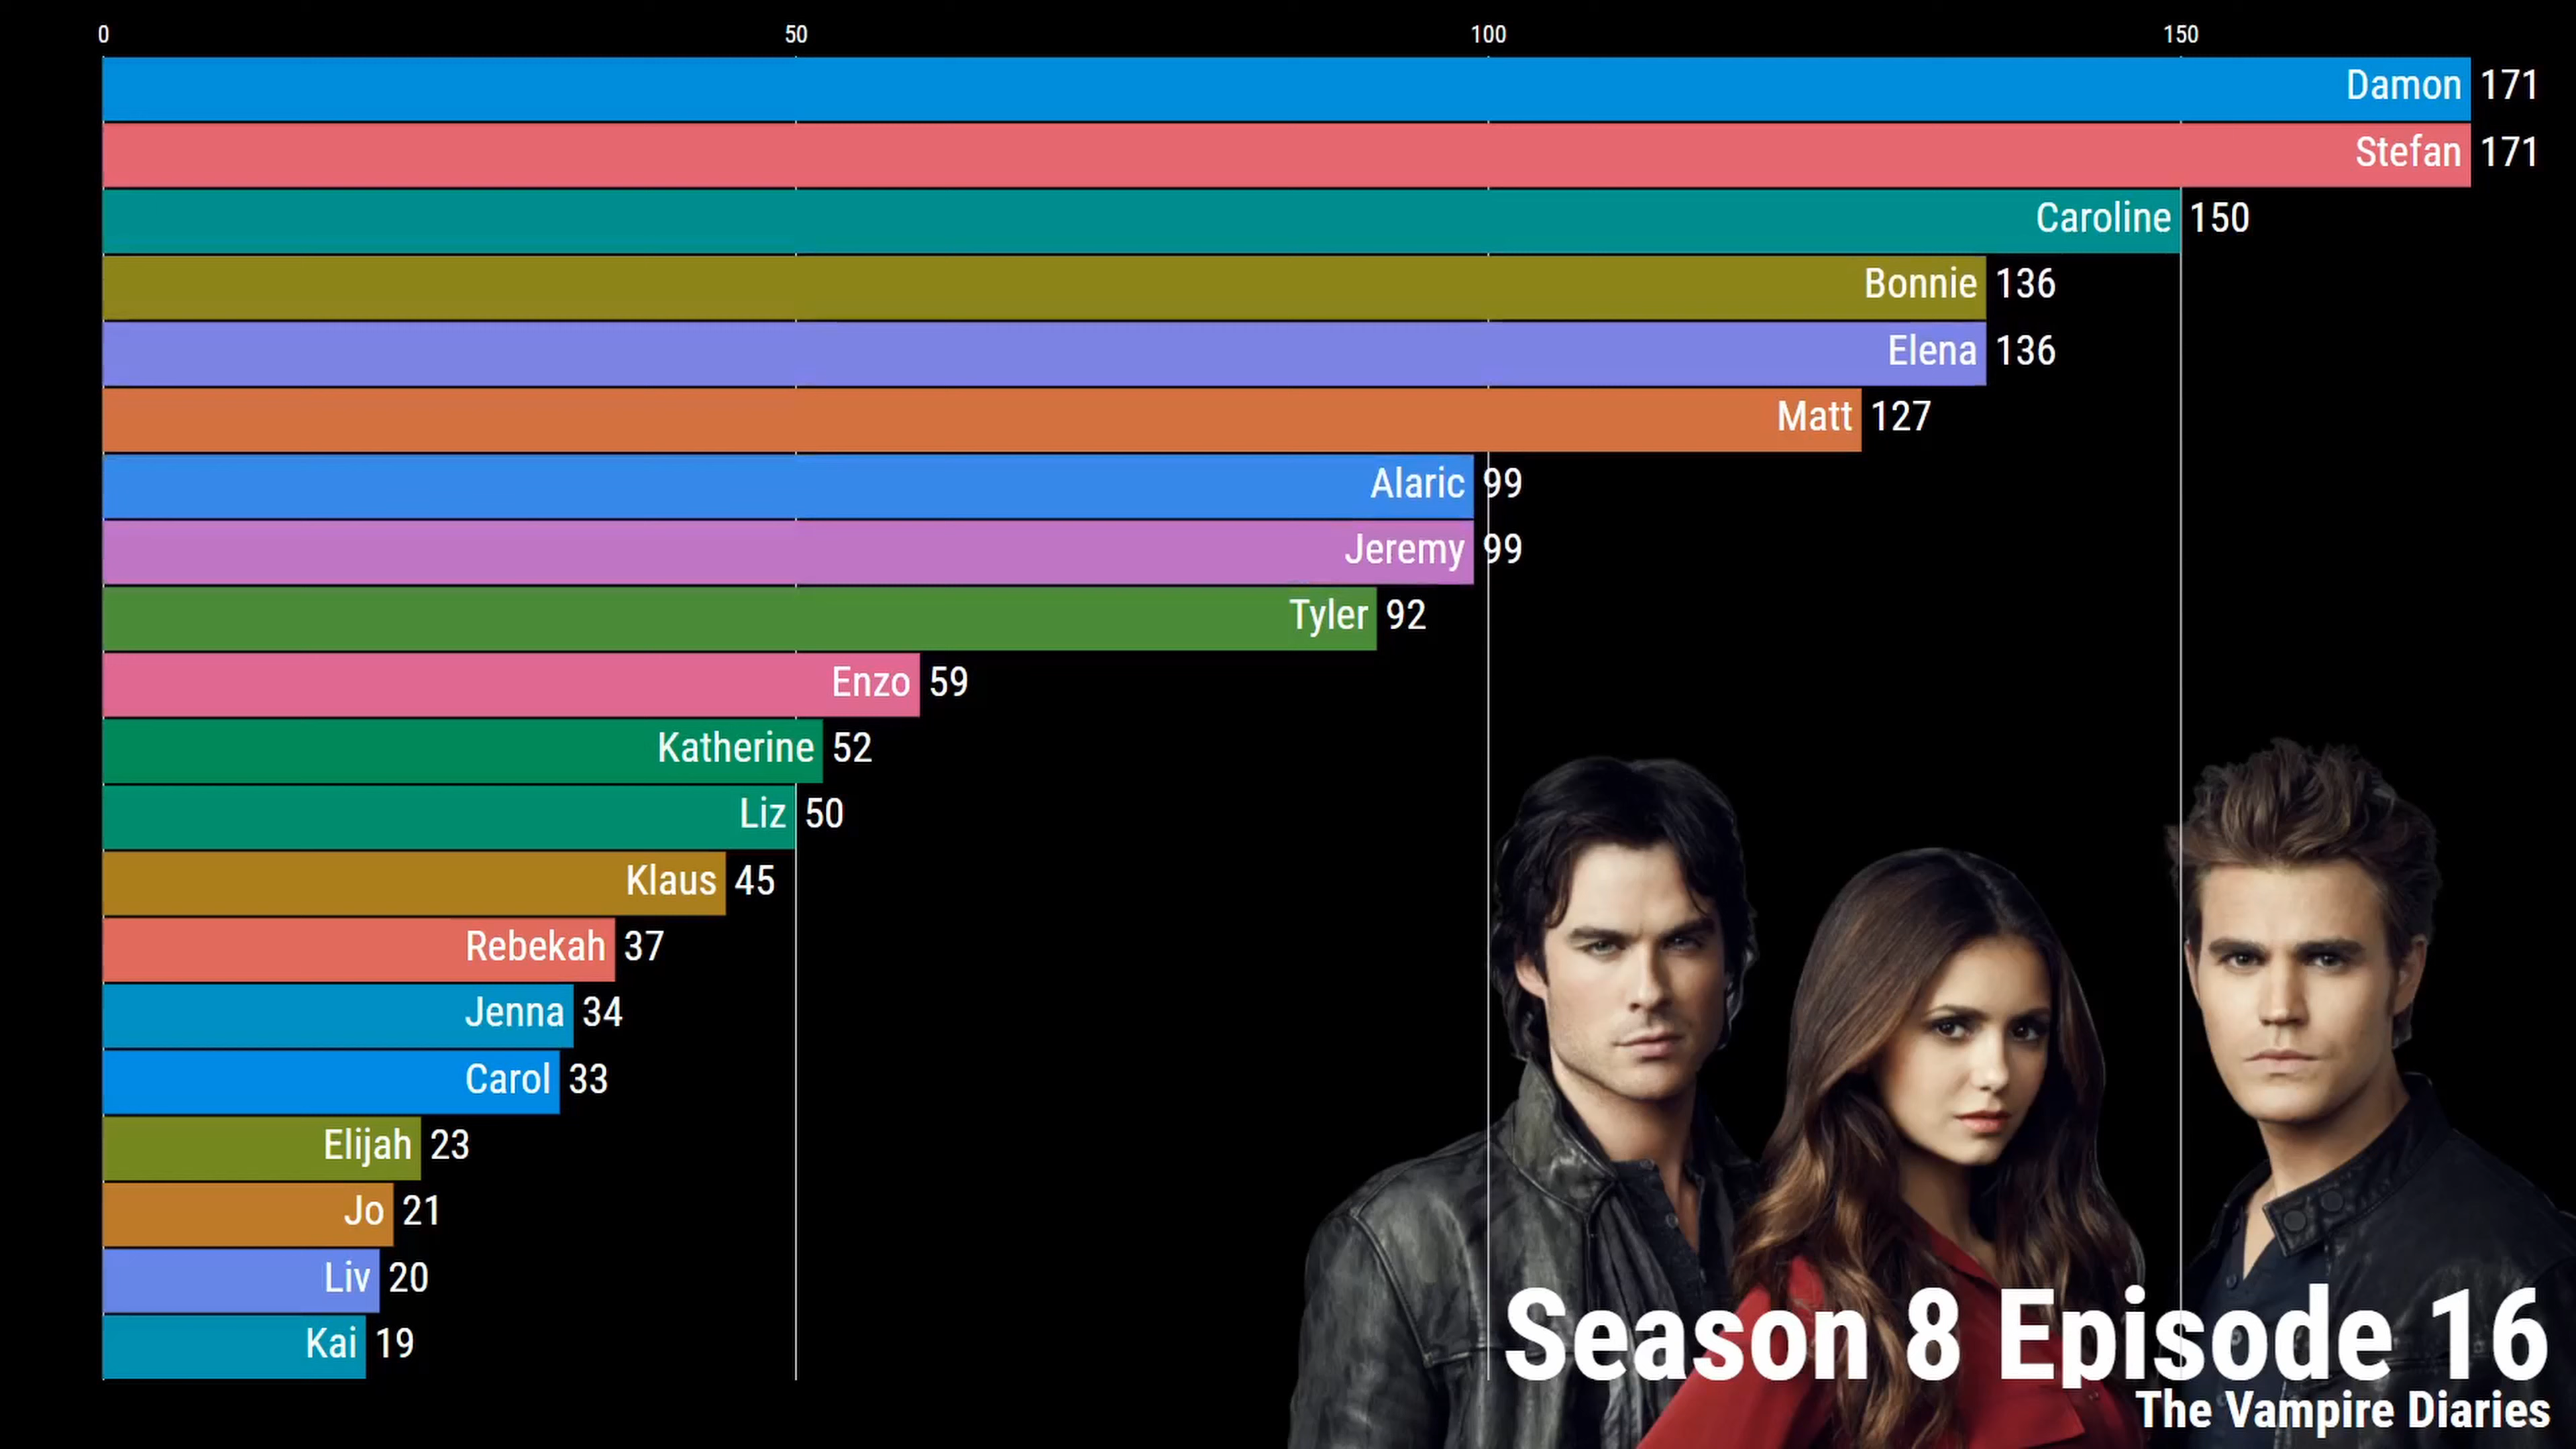 0 50 100 150
Damon 171
Stefan 171
Caroline 150
Bonnie 136
Elena 136
Matt 127
Alaric 99
Jeremy 99
Tyler 92
Enzo 59
Katherine 52
Liz 50
Klaus 45
Rebekah 37
Jenna 34
Carol 33
Elijah 23
Jo 21
Liv 20
Kai 19
Season 8 Episode 16
The Vampire Diaries